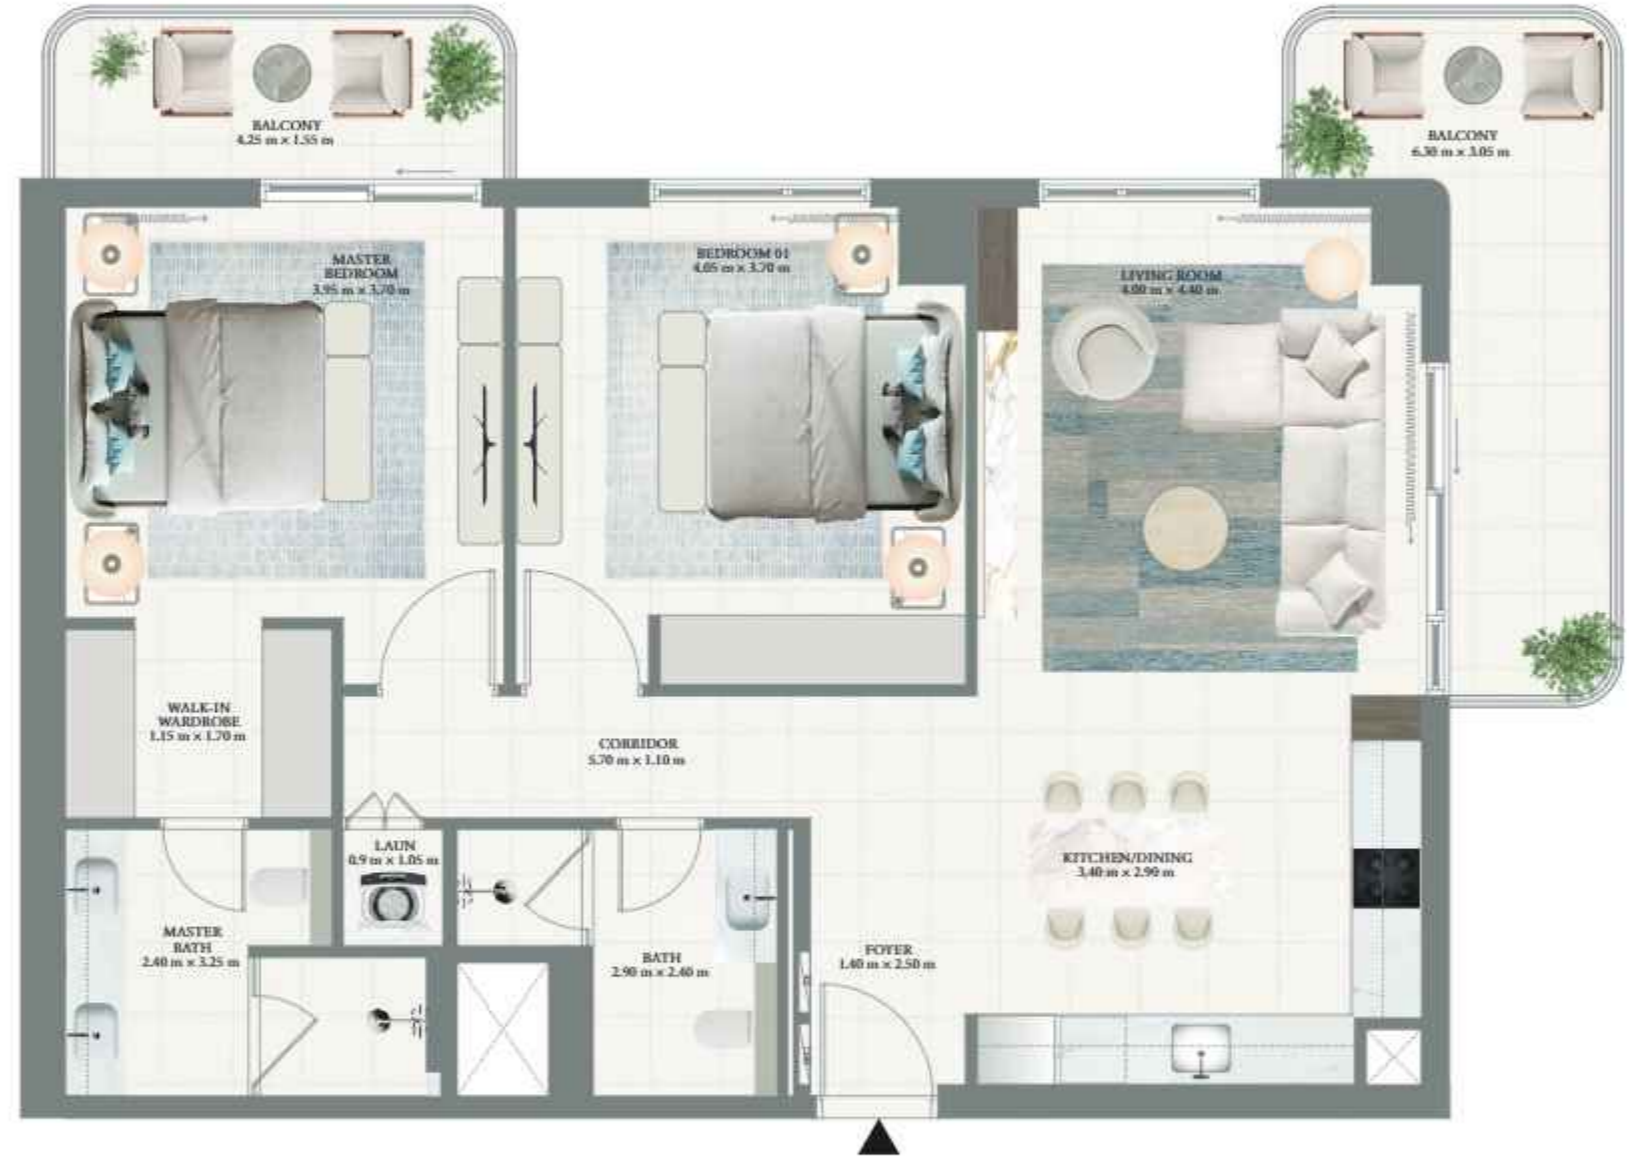 BALCONY
4.25 m × 1.55 m
BALCONY
6.30 m × 3.05 m
MASTER
BEDROOM
3.95 m × 3.70 m
BEDROOM 01
4.05 m × 3.70 m
LIVING ROOM
4.00 m × 4.40 m
WALK-IN
WARDROBE
1.15 m × 1.70 m
CORRIDOR
5.70 m × 1.10 m
LAUN
0.9 m × 1.05 m
KITCHEN/DINING
3.40 m × 2.90 m
MASTER
BATH
2.40 m × 3.25 m
BATH
2.90 m × 2.40 m
FOYER
1.40 m × 2.50 m